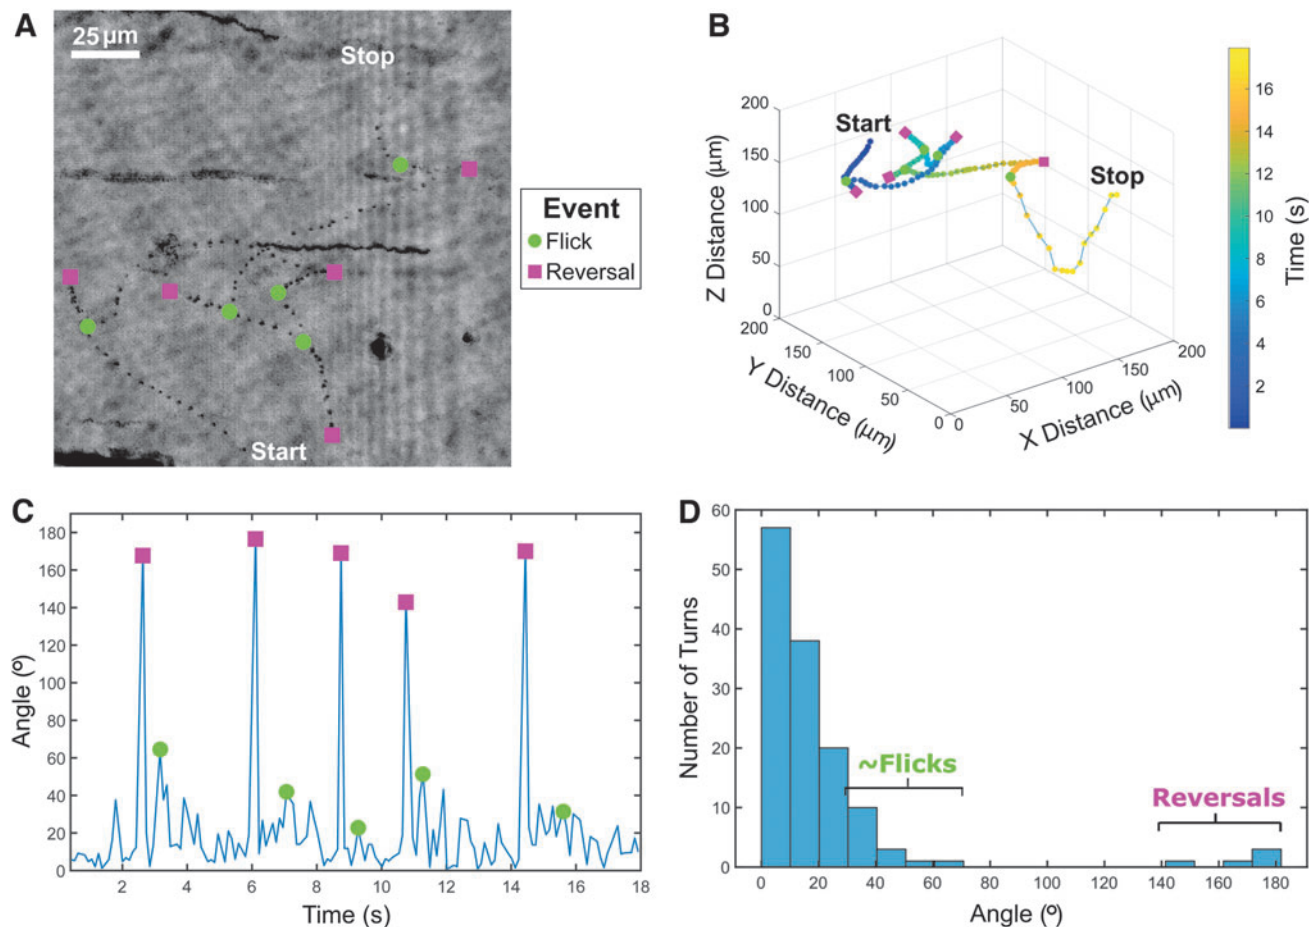 A
25 µm
Stop
Start
Event
Flick
Reversal
B
Start
Stop
Z Distance (µm)
200
150
100
50
0
Y Distance (µm)
200
150
100
50
0
X Distance (µm)
0
50
100
150
200
Time (s)
16
14
12
10
8
6
4
2
C
Angle (º)
180
160
140
120
100
80
60
40
20
0
2
4
6
8
10
12
14
16
18
Time (s)
D
Number of Turns
60
50
40
30
20
10
0
~Flicks
Reversals
0
20
40
60
80
100
120
140
160
180
Angle (º)